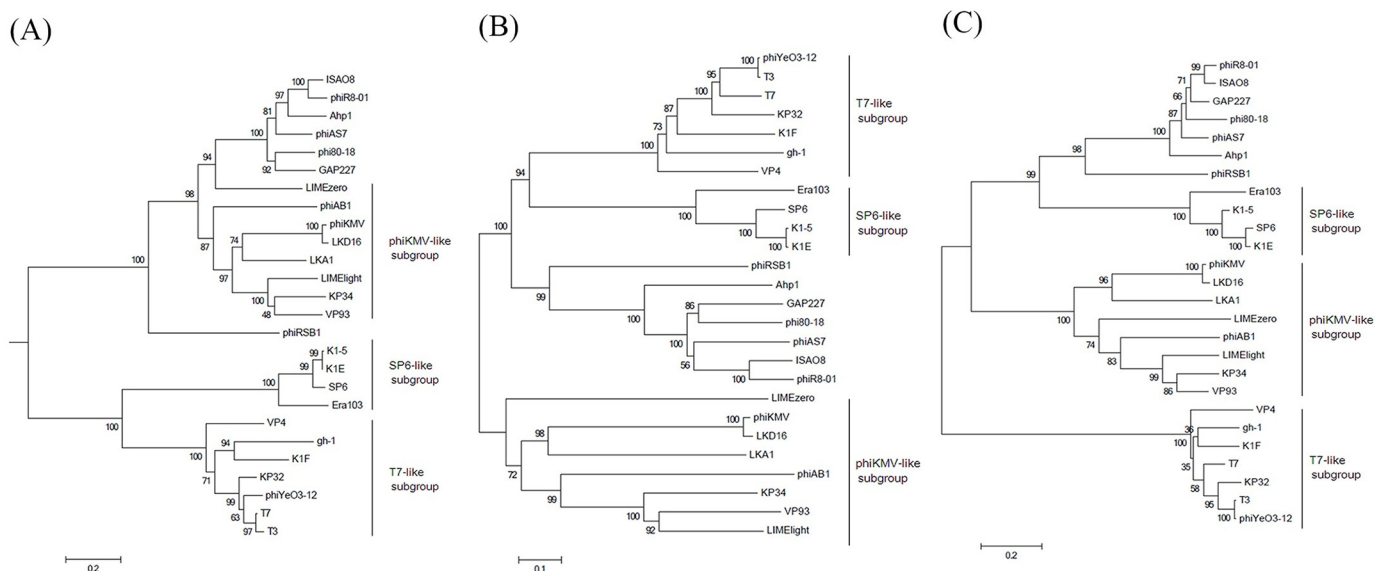 (A)
100
ISAO8
97
phiR8-01
81
Ahp1
100
phiAS7
94
phi80-18
92
GAP227
98
LIMEzero
phiAB1
87
phiKMV
100
LKD16
74
LKA1
97
LIMElight
100
KP34
48
VP93
100
phiRSB1
phiKMV-like
subgroup
99
K1-5
K1E
99
SP6
100
Era103
SP6-like
subgroup
100
VP4
100
94
gh-1
K1F
71
KP32
99
phiYeO3-12
63
T7
97
T3
T7-like
subgroup
0.2
(B)
100
phiYeO3-12
T3
95
T7
87
KP32
73
K1F
100
gh-1
VP4
T7-like
subgroup
94
Era103
100
SP6
100
K1-5
100
K1E
SP6-like
subgroup
100
phiRSB1
99
Ahp1
100
86
GAP227
phi80-18
phiAS7
56
ISAO8
100
phiR8-01
LIMEzero
100
phiKMV
98
LKD16
LKA1
72
phiAB1
99
KP34
100
VP93
92
LIMElight
phiKMV-like
subgroup
0.1
(C)
99
phiR8-01
71
ISAO8
66
GAP227
87
phi80-18
phiAS7
100
Ahp1
98
phiRSB1
99
Era103
100
K1-5
100
SP6
100
K1E
SP6-like
subgroup
100
phiKMV
96
LKD16
LKA1
100
LIMEzero
74
phiAB1
83
LIMElight
99
KP34
86
VP93
phiKMV-like
subgroup
VP4
36
gh-1
100
K1F
35
T7
58
KP32
95
T3
100
phiYeO3-12
T7-like
subgroup
0.2